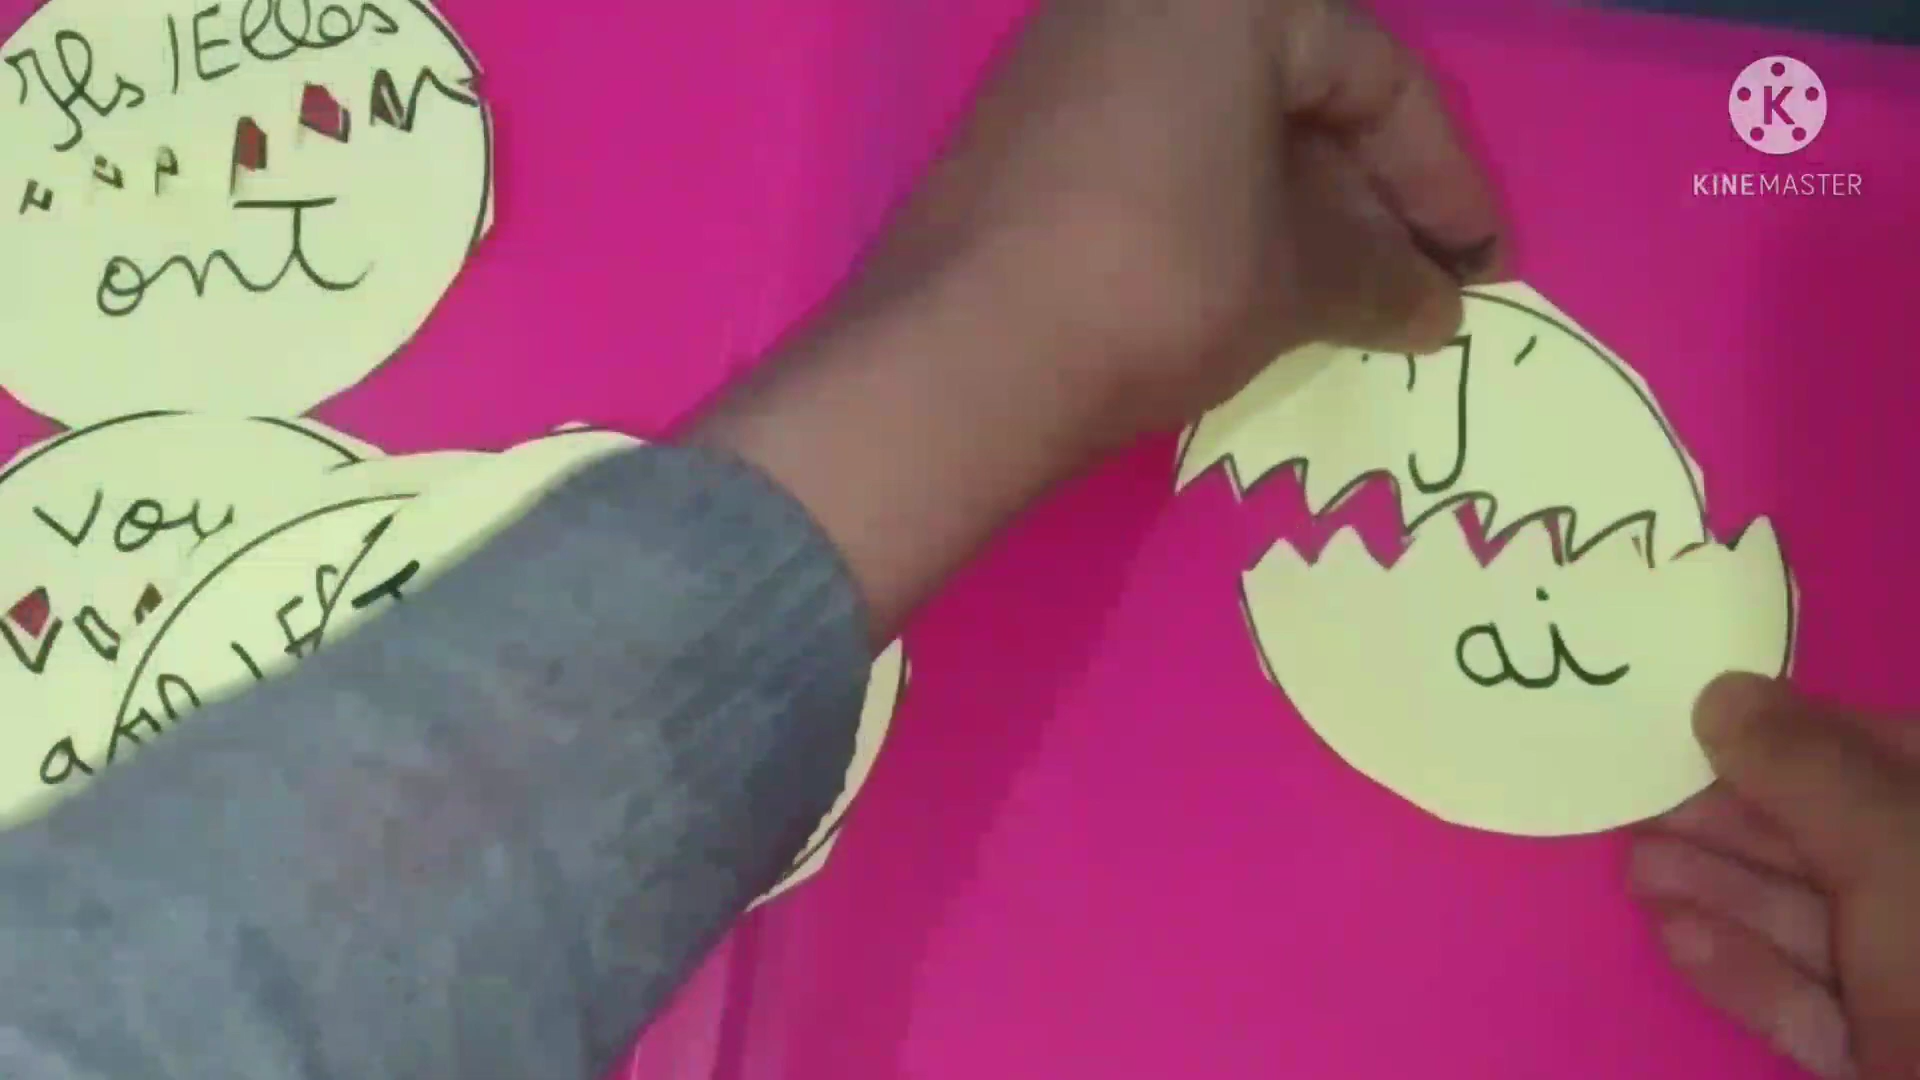 Ils / Elles
ont
J'
ai
vou
KINEMASTER